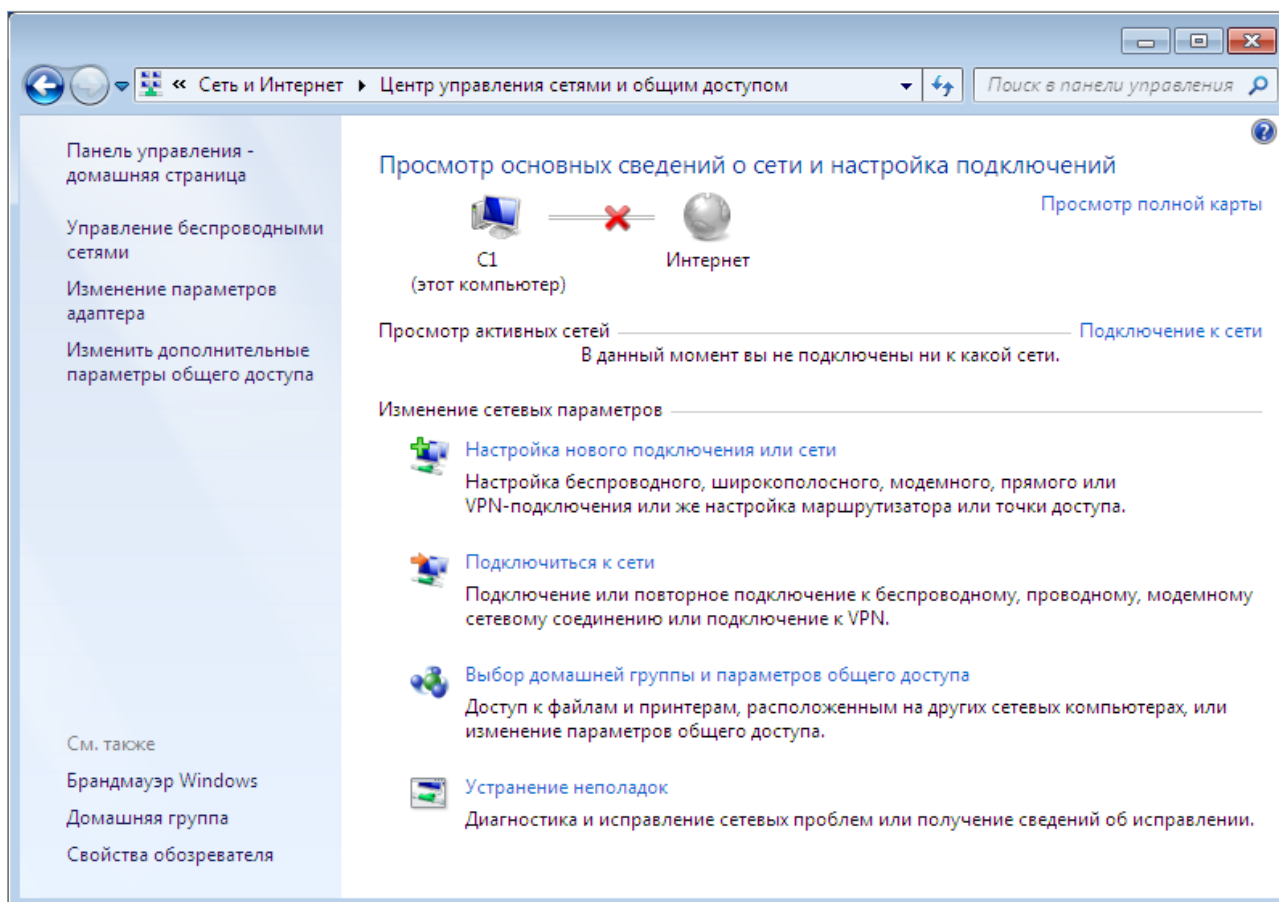 « Сеть и Интернет ▸ Центр управления сетями и общим доступом
Поиск в панели управления
Панель управления -
домашняя страница
Управление беспроводными
сетями
Изменение параметров
адаптера
Изменить дополнительные
параметры общего доступа
См. также
Брандмауэр Windows
Домашняя группа
Свойства обозревателя
Просмотр основных сведений о сети и настройка подключений
Просмотр полной карты
C1
(этот компьютер)
Интернет
Просмотр активных сетей
Подключение к сети
В данный момент вы не подключены ни к какой сети.
Изменение сетевых параметров
Настройка нового подключения или сети
Настройка беспроводного, широкополосного, модемного, прямого или
VPN-подключения или же настройка маршрутизатора или точки доступа.
Подключиться к сети
Подключение или повторное подключение к беспроводному, проводному, модемному
сетевому соединению или подключение к VPN.
Выбор домашней группы и параметров общего доступа
Доступ к файлам и принтерам, расположенным на других сетевых компьютерах, или
изменение параметров общего доступа.
Устранение неполадок
Диагностика и исправление сетевых проблем или получение сведений об исправлении.